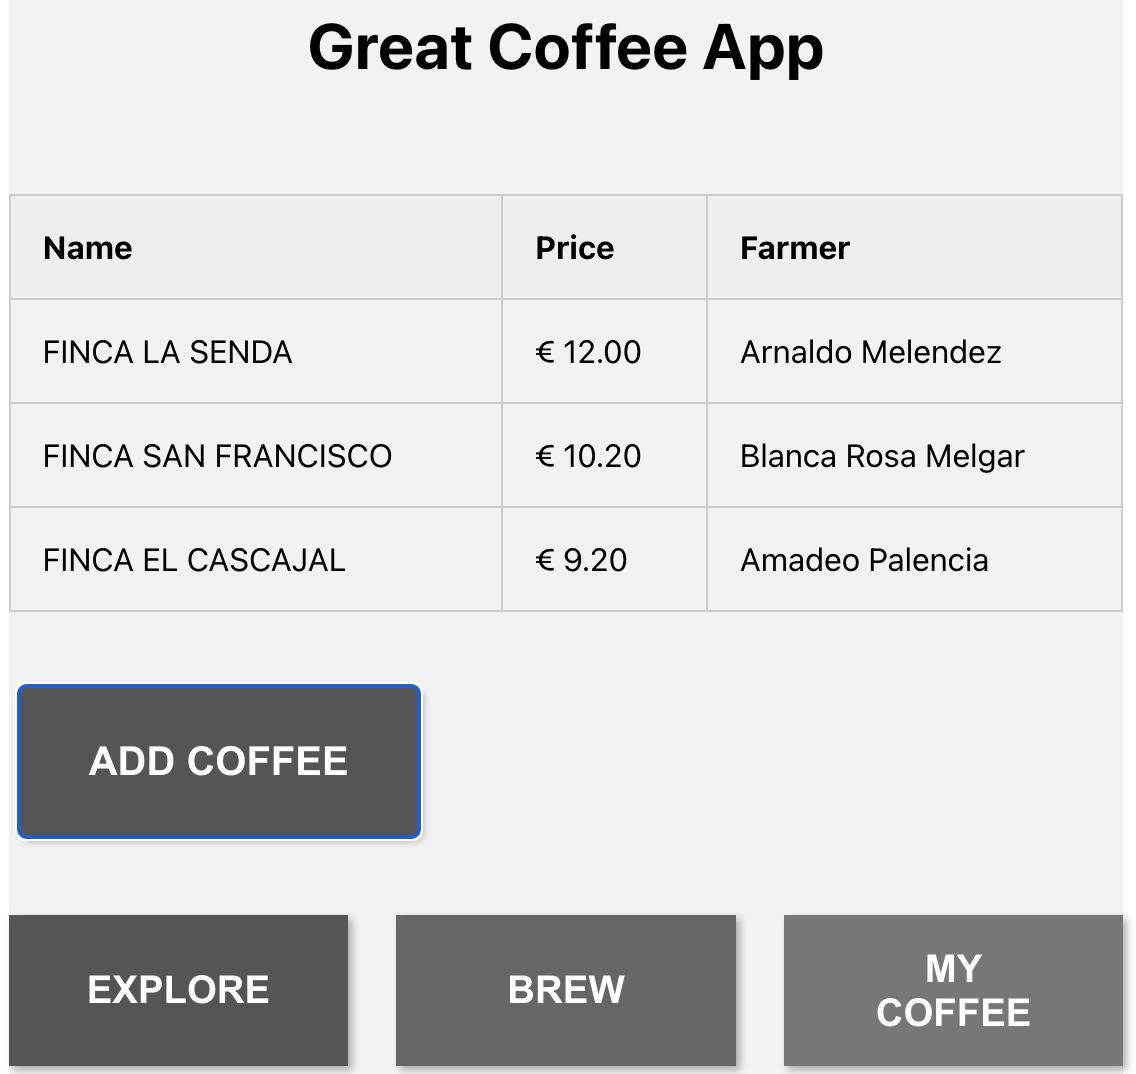 Great Coffee App
Name Price Farmer
FINCA LA SENDA € 12.00 Arnaldo Melendez
FINCA SAN FRANCISCO € 10.20 Blanca Rosa Melgar
FINCA EL CASCAJAL € 9.20 Amadeo Palencia
ADD COFFEE
EXPLORE
BREW
MY
COFFEE